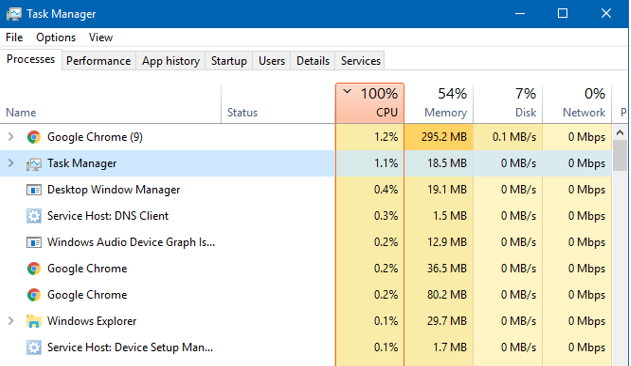 Task Manager
File Options View
Processes Performance App history Startup Users Details Services
100% 54% 7% 0%
Name Status CPU Memory Disk Network P
Google Chrome (9) 1.2% 295.2 MB 0.1 MB/s 0 Mbps
Task Manager 1.1% 18.5 MB 0 MB/s 0 Mbps
Desktop Window Manager 0.4% 19.1 MB 0 MB/s 0 Mbps
Service Host: DNS Client 0.3% 1.5 MB 0 MB/s 0 Mbps
Windows Audio Device Graph Is... 0.2% 12.9 MB 0 MB/s 0 Mbps
Google Chrome 0.2% 36.5 MB 0 MB/s 0 Mbps
Google Chrome 0.2% 80.2 MB 0 MB/s 0 Mbps
Windows Explorer 0.1% 29.7 MB 0 MB/s 0 Mbps
Service Host: Device Setup Man... 0.1% 1.7 MB 0 MB/s 0 Mbps